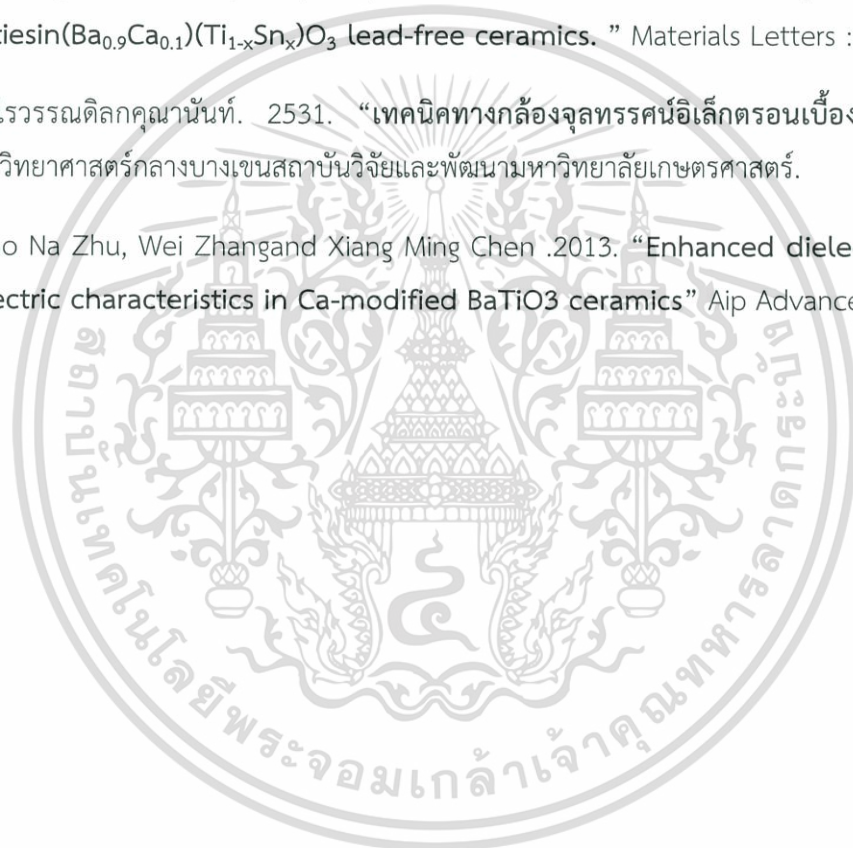 tiesin(Ba₀.₉Ca₀.₁)(Ti₁₋ₓSnₓ)O₃ lead-free ceramics. ” Materials Letters :
รวรรณดิลกคุณานันท์. 2531. “เทคนิคทางกล้องจุลทรรศน์อิเล็กตรอนเบื้อง
วิทยาศาสตร์กลางบางเขนสถาบันวิจัยและพัฒนามหาวิทยาลัยเกษตรศาสตร์.
o Na Zhu, Wei Zhangand Xiang Ming Chen .2013. “Enhanced diele
ectric characteristics in Ca-modified BaTiO3 ceramics” Aip Advance
สถาบันเทคโนโลยีพระจอมเกล้าเจ้าคุณทหารลาดกระบัง